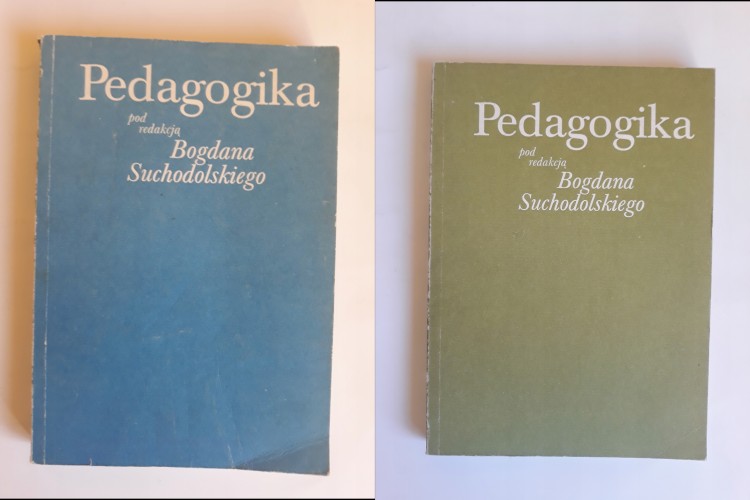 Pedagogika
pod
redakcją
Bogdana
Suchodolskiego
Pedagogika
pod
redakcją
Bogdana
Suchodolskiego